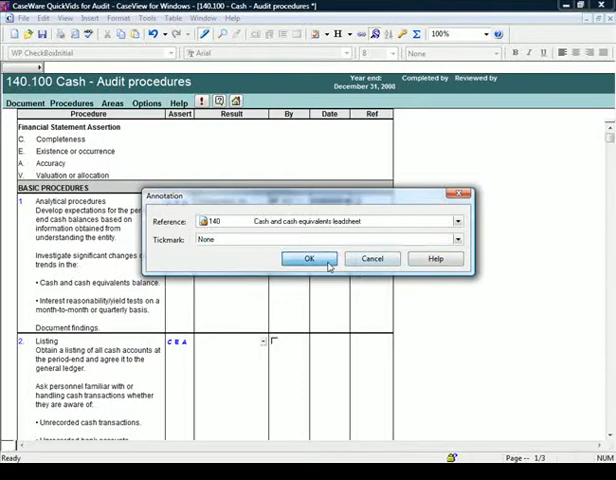 CaseWare QuickVids for Audit - CaseView for Windows - [140.100 Cash - Audit procedures *]
File Edit View Insert Format Tools Table Window Help
100%
WP CheckBoxInitial Arial 8 None B I U
140.100 Cash - Audit procedures
Year end: Completed by Reviewed by
December 31, 2008
Document Procedures Areas Options Help
Procedure Assert Result By Date Ref
Financial Statement Assertion
C. Completeness
E. Existence or occurrence
A. Accuracy
V. Valuation or allocation
BASIC PROCEDURES
Annotation
1 Analytical procedures
Develop expectations for the
end cash balances based on
information obtained from
understanding the entity.
Reference: 140 Cash and cash equivalents leadsheet
Tickmark: None
OK Cancel Help
Investigate significant changes
trends in the:
• Cash and cash equivalents balance.
• Interest reasonability/yield tests on a
month-to-month or quarterly basis.
Document findings.
2. Listing C E A
Obtain a listing of all cash accounts at
the period-end and agree it to the
general ledger.
Ask personnel familiar with or
handling cash transactions whether
they are aware of:
• Unrecorded cash transactions.
• Unrecorded bank accounts
Page -- 1/3 NUM